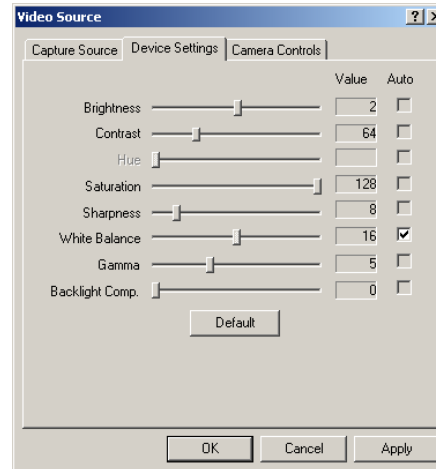 Video Source
Capture Source Device Settings Camera Controls
Value Auto
Brightness 2
Contrast 64
Hue
Saturation 128
Sharpness 8
White Balance 16
Gamma 5
Backlight Comp. 0
Default
OK Cancel Apply